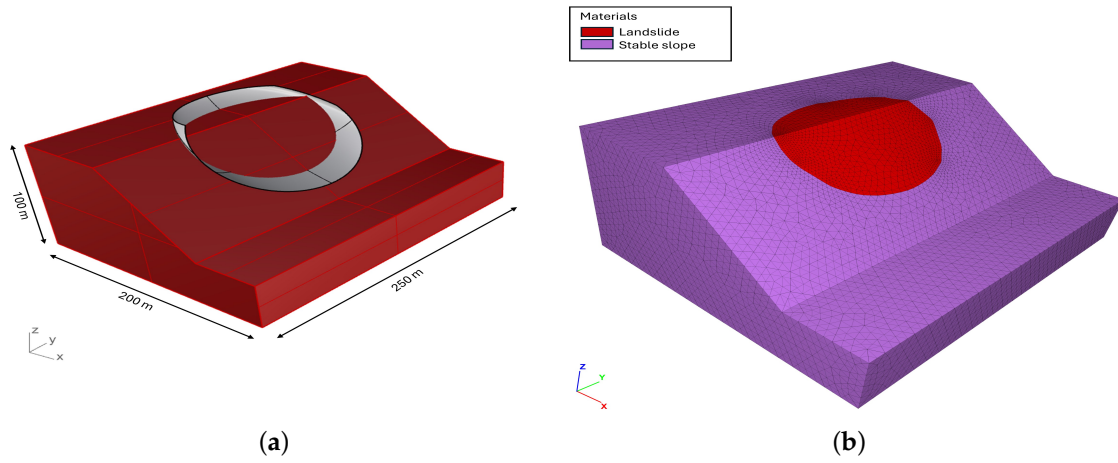 Materials
Landslide
Stable slope
100 m
200 m
250 m
z
y
x
Z
Y
X
(a)
(b)